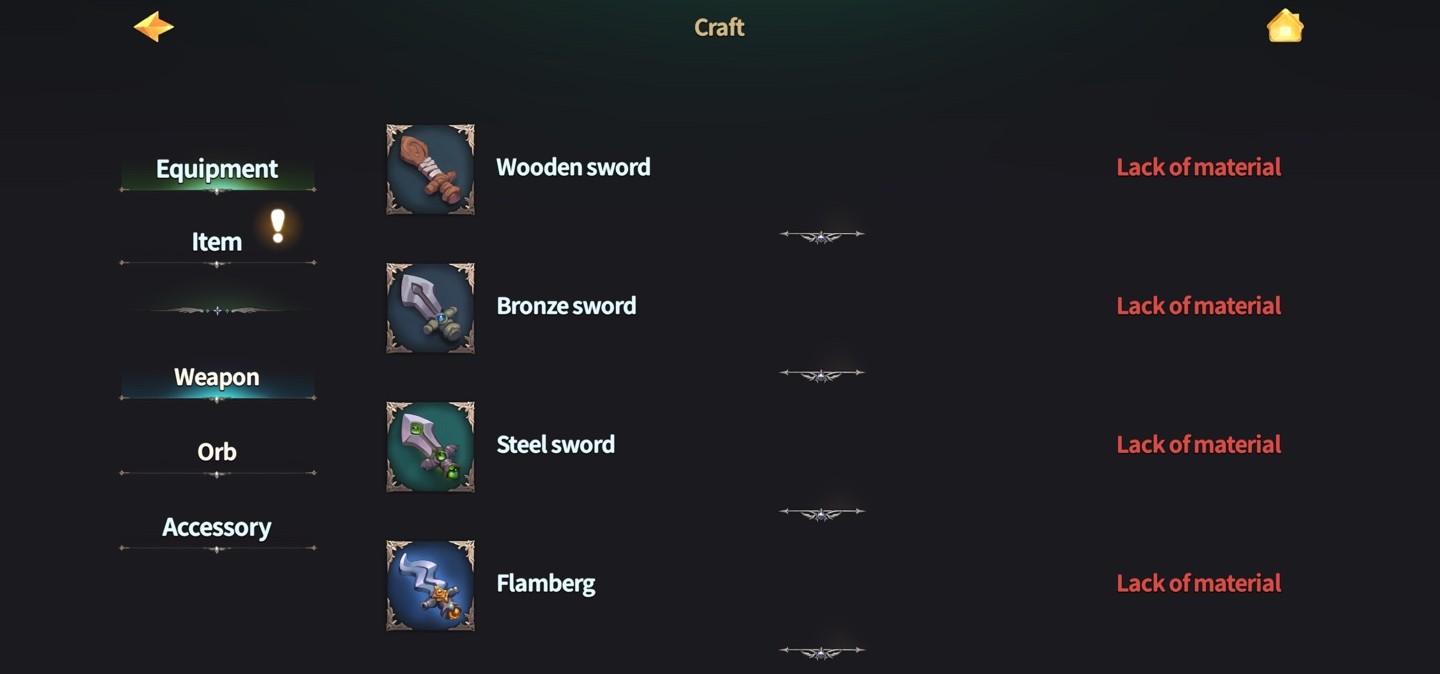 Craft
Equipment
Item
Weapon
Orb
Accessory
Wooden sword
Lack of material
Bronze sword
Lack of material
Steel sword
Lack of material
Flamberg
Lack of material